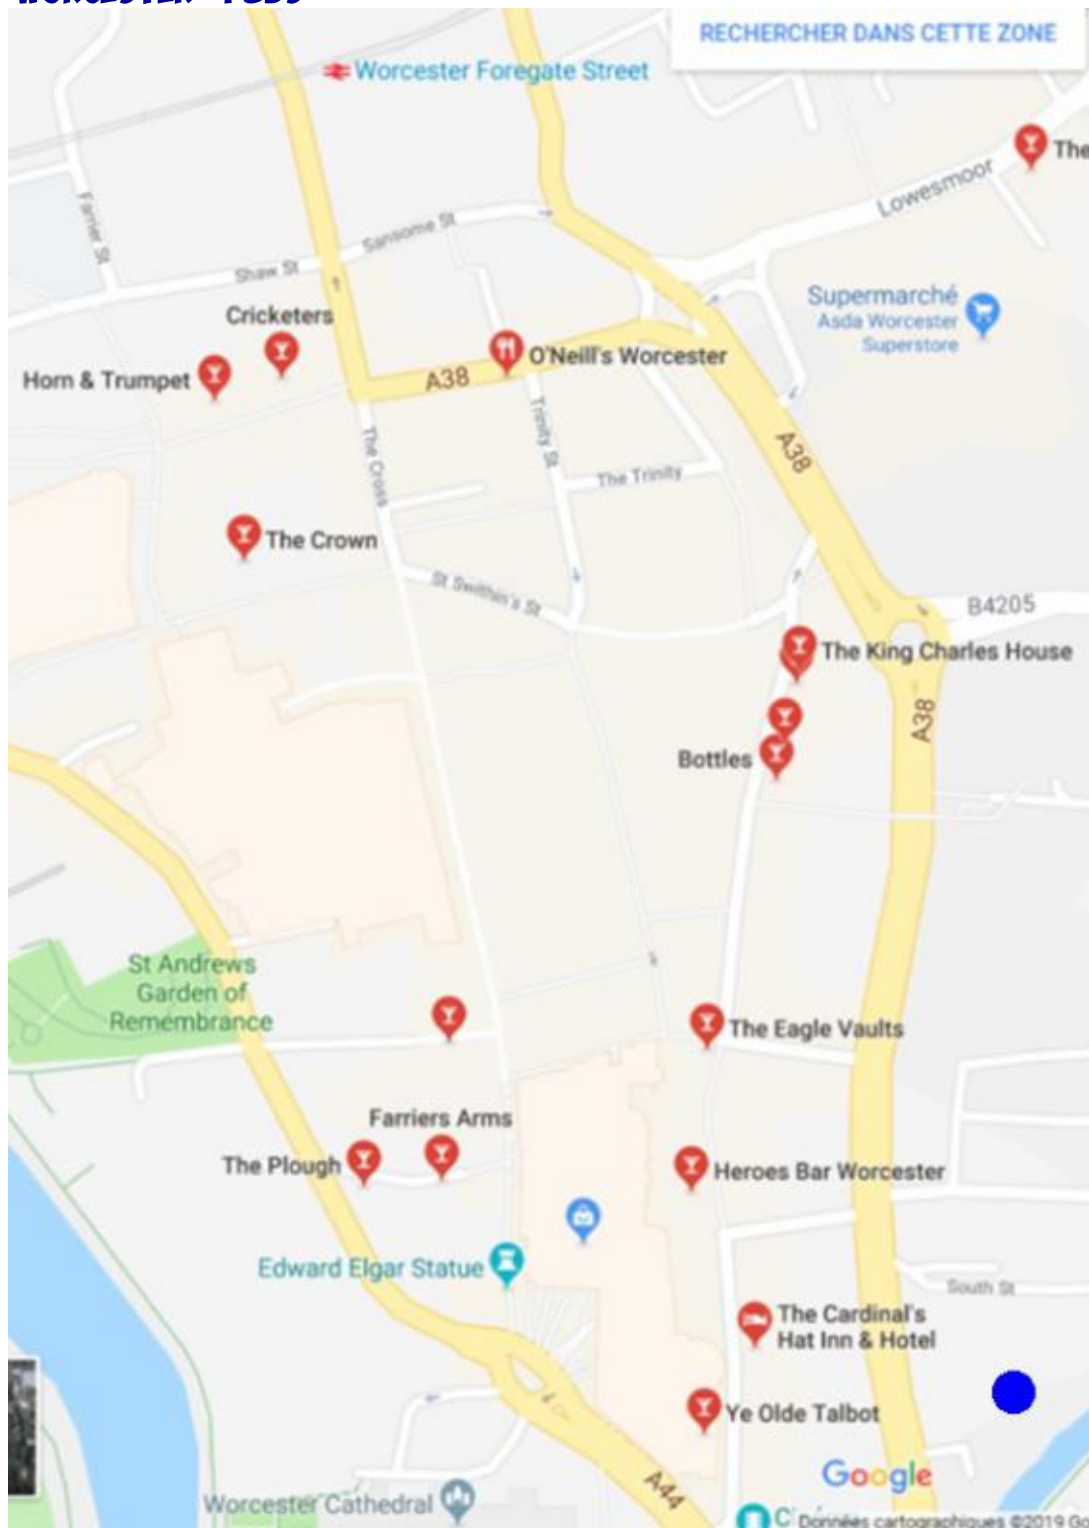 WORCESTER: PUBS
RECHERCHER DANS CETTE ZONE
Worcester Foregate Street
The
Lowesmoor
Farrier St
Sansome St
Shaw St
Cricketers
Supermarché
Asda Worcester
Superstore
Horn & Trumpet
A38
O'Neill's Worcester
The Cross
Trinity St
A38
The Trinity
The Crown
St Swithin's St
B4205
The King Charles House
A38
Bottles
St Andrews
Garden of
Remembrance
The Eagle Vaults
Farriers Arms
The Plough
Heroes Bar Worcester
Edward Elgar Statue
South St
The Cardinal's
Hat Inn & Hotel
Ye Olde Talbot
Google
A44
Worcester Cathedral
Données cartographiques ©2019 Go